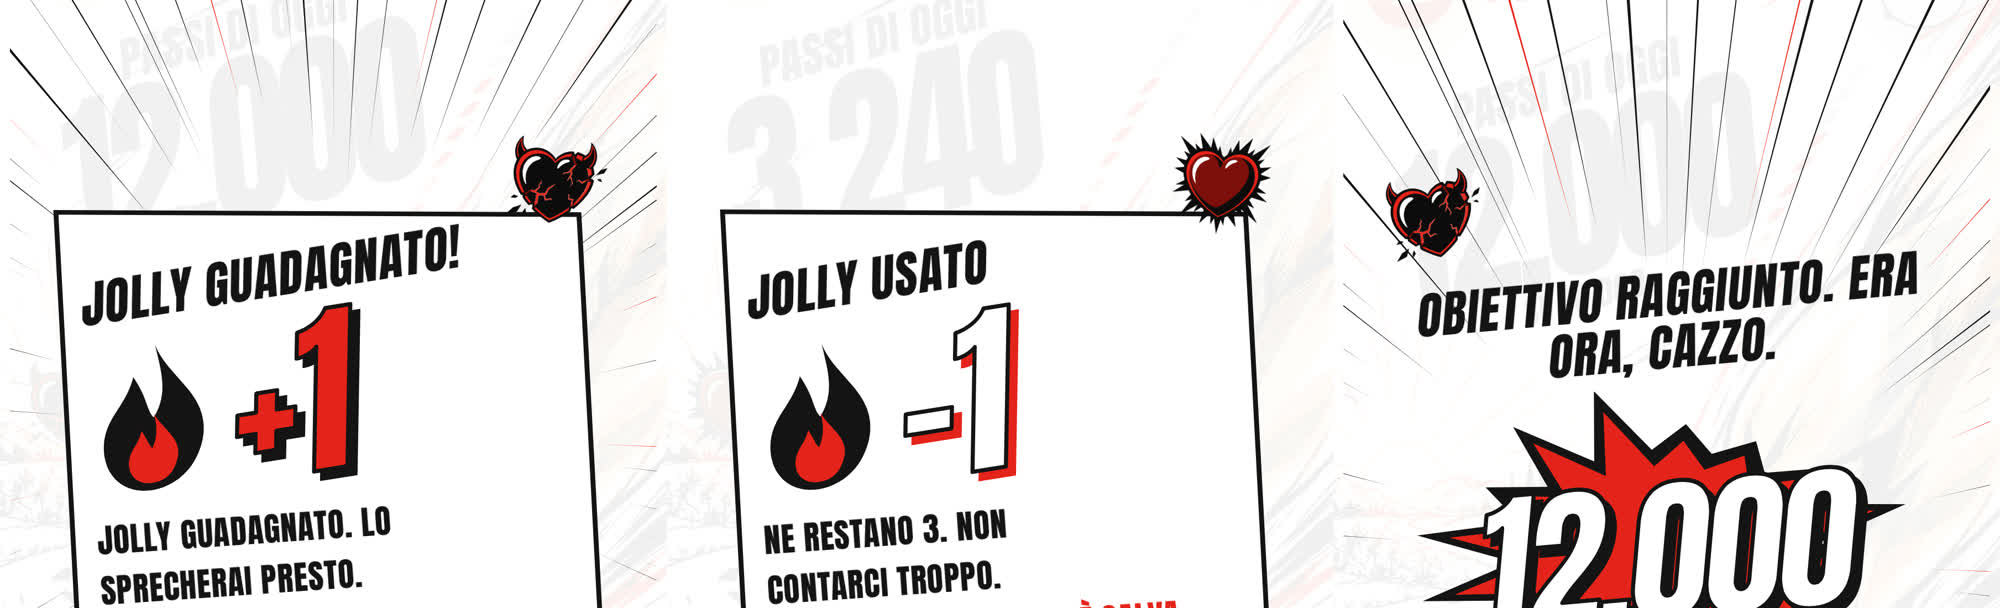 PASSI DI OGGI
12.000
JOLLY GUADAGNATO!
+1
JOLLY GUADAGNATO. LO
SPRECHERAI PRESTO.
PASSI DI OGGI
3.240
JOLLY USATO
-1
NE RESTANO 3. NON
CONTARCI TROPPO.
È SALVA
PASSI DI OGGI
12.000
OBIETTIVO RAGGIUNTO. ERA
ORA, CAZZO.
12.000